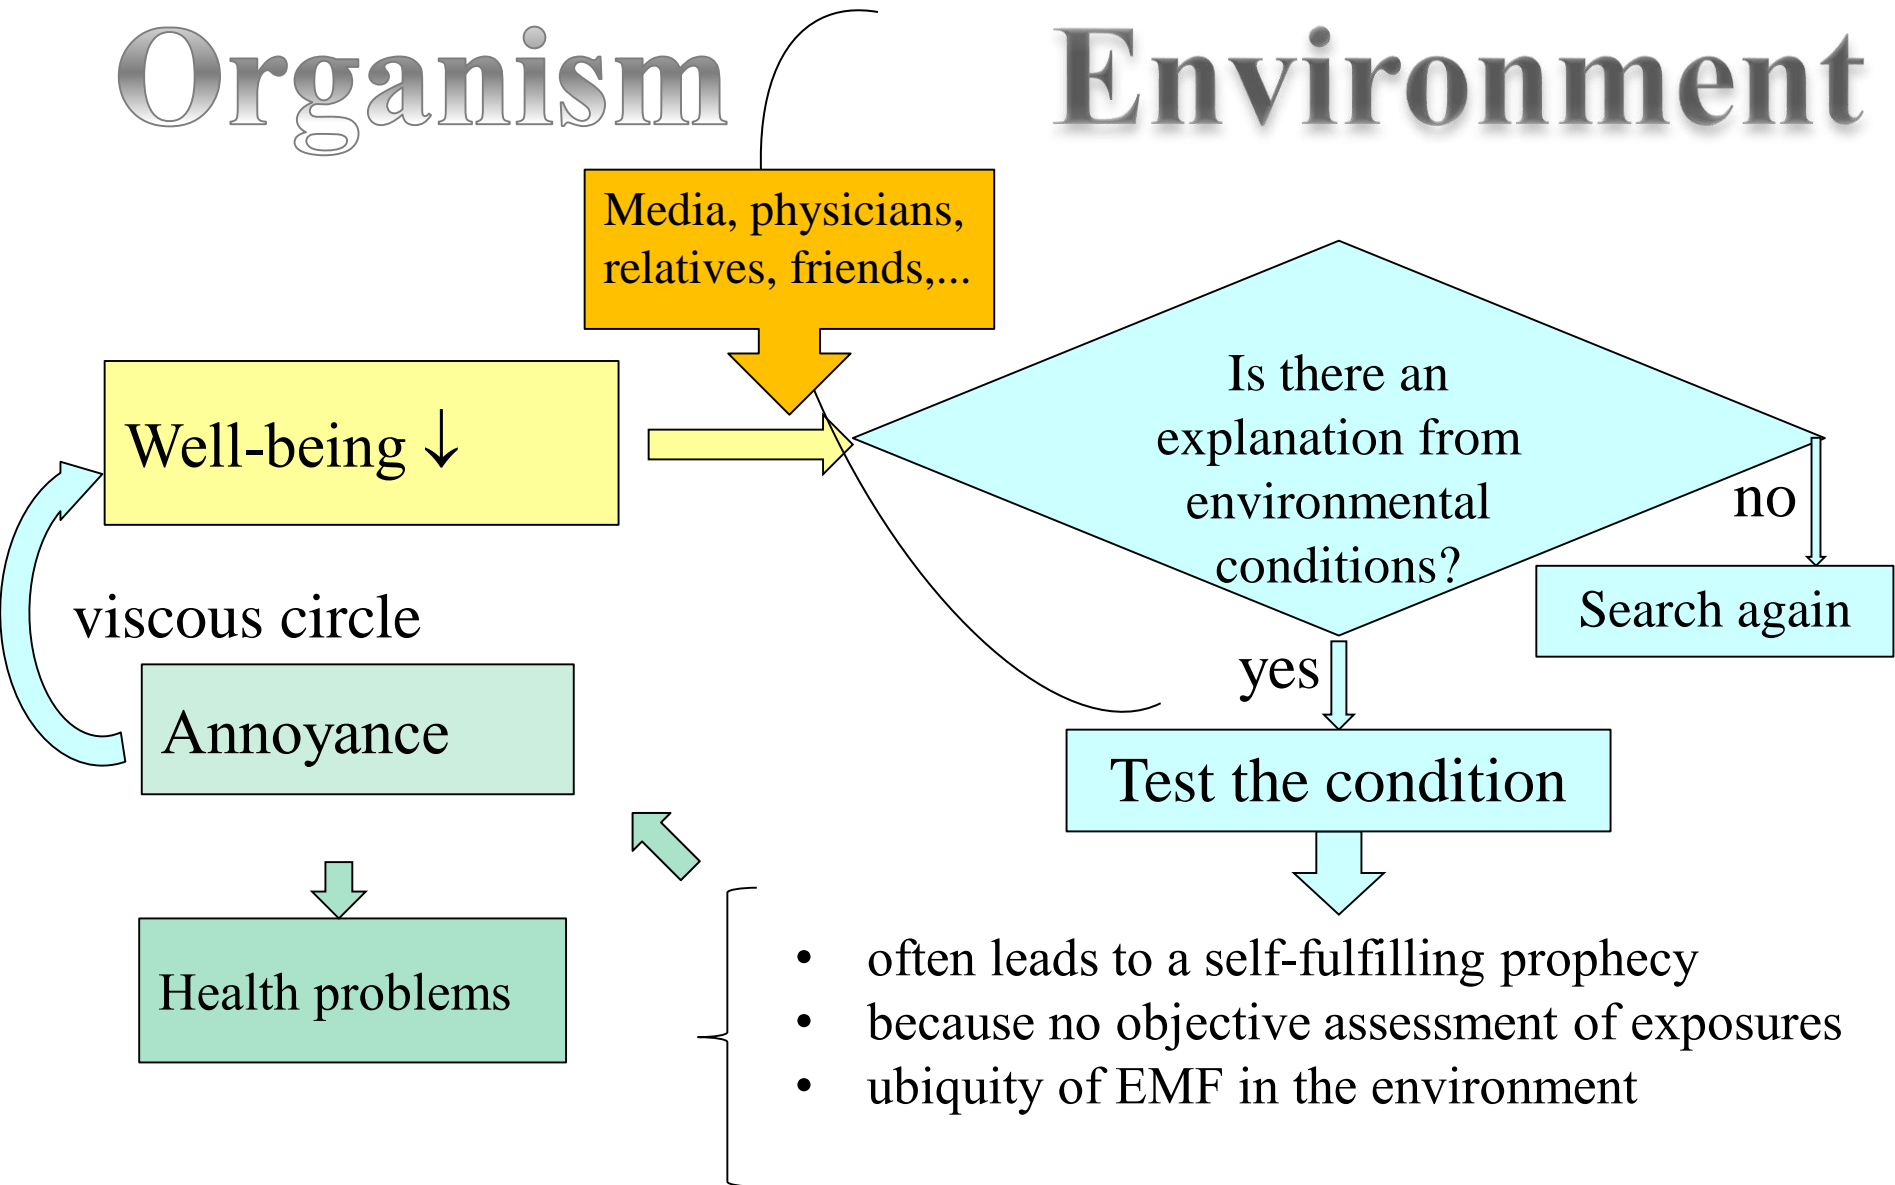 Organism
Environment
Media, physicians,
relatives, friends,...
Well-being ↓
Is there an
explanation from
environmental
conditions?
no
Search again
viscous circle
yes
Annoyance
Test the condition
Health problems
• often leads to a self-fulfilling prophecy
• because no objective assessment of exposures
• ubiquity of EMF in the environment